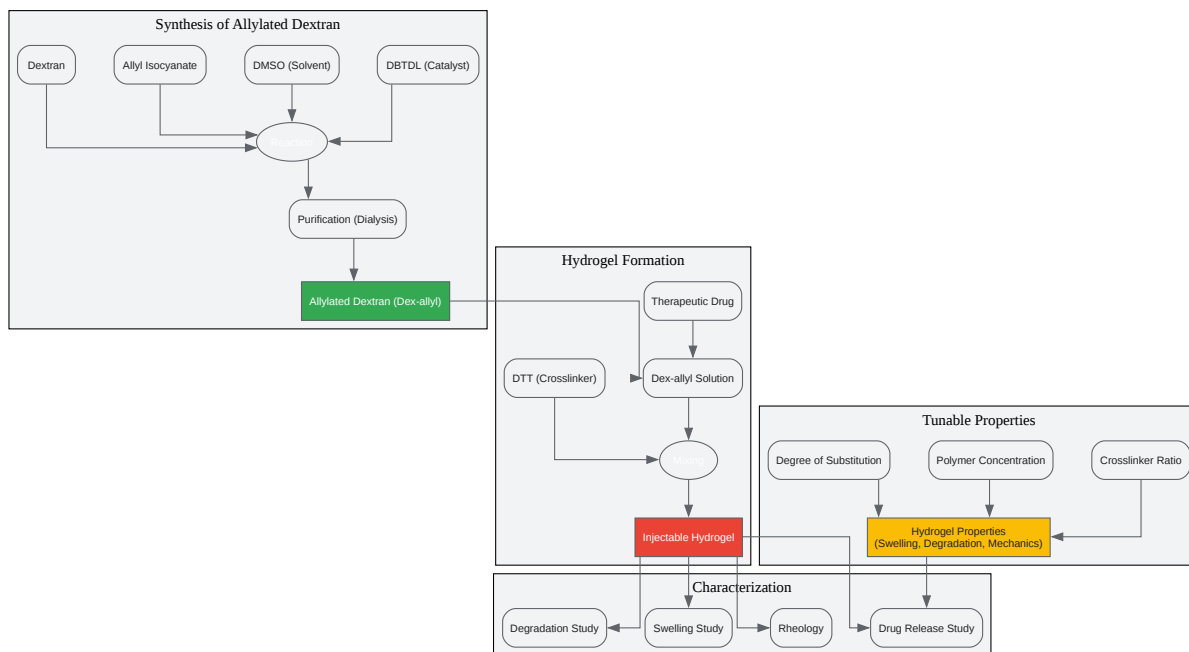 Synthesis of Allylated Dextran
Dextran
Allyl Isocyanate
DMSO (Solvent)
DBTDL (Catalyst)
Reaction
Purification (Dialysis)
Allylated Dextran (Dex-allyl)
Hydrogel Formation
Therapeutic Drug
DTT (Crosslinker)
Dex-allyl Solution
Mixing
Injectable Hydrogel
Tunable Properties
Degree of Substitution
Polymer Concentration
Crosslinker Ratio
Hydrogel Properties
(Swelling, Degradation, Mechanics)
Characterization
Degradation Study
Swelling Study
Rheology
Drug Release Study